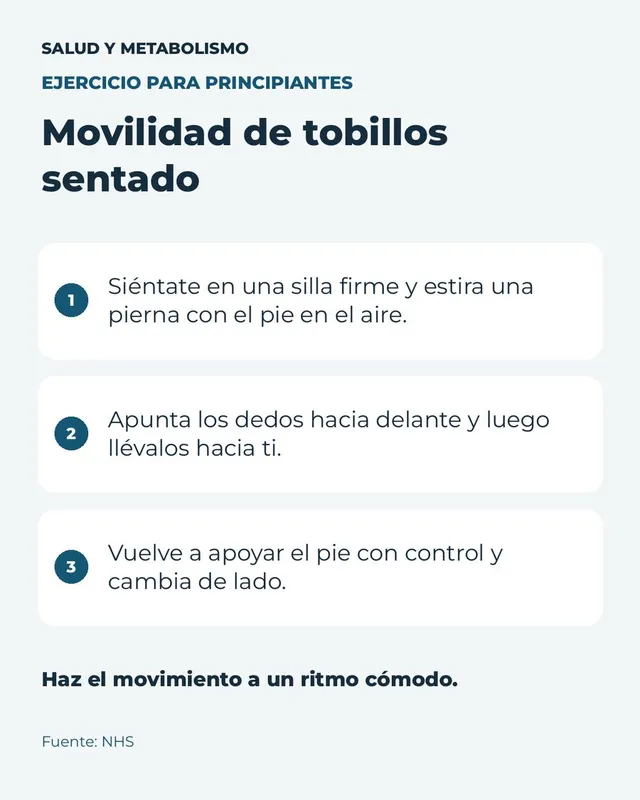 SALUD Y METABOLISMO
EJERCICIO PARA PRINCIPIANTES
Movilidad de tobillos
sentado
1
Siéntate en una silla firme y estira una
pierna con el pie en el aire.
2
Apunta los dedos hacia delante y luego
llévalos hacia ti.
3
Vuelve a apoyar el pie con control y
cambia de lado.
Haz el movimiento a un ritmo cómodo.
Fuente: NHS